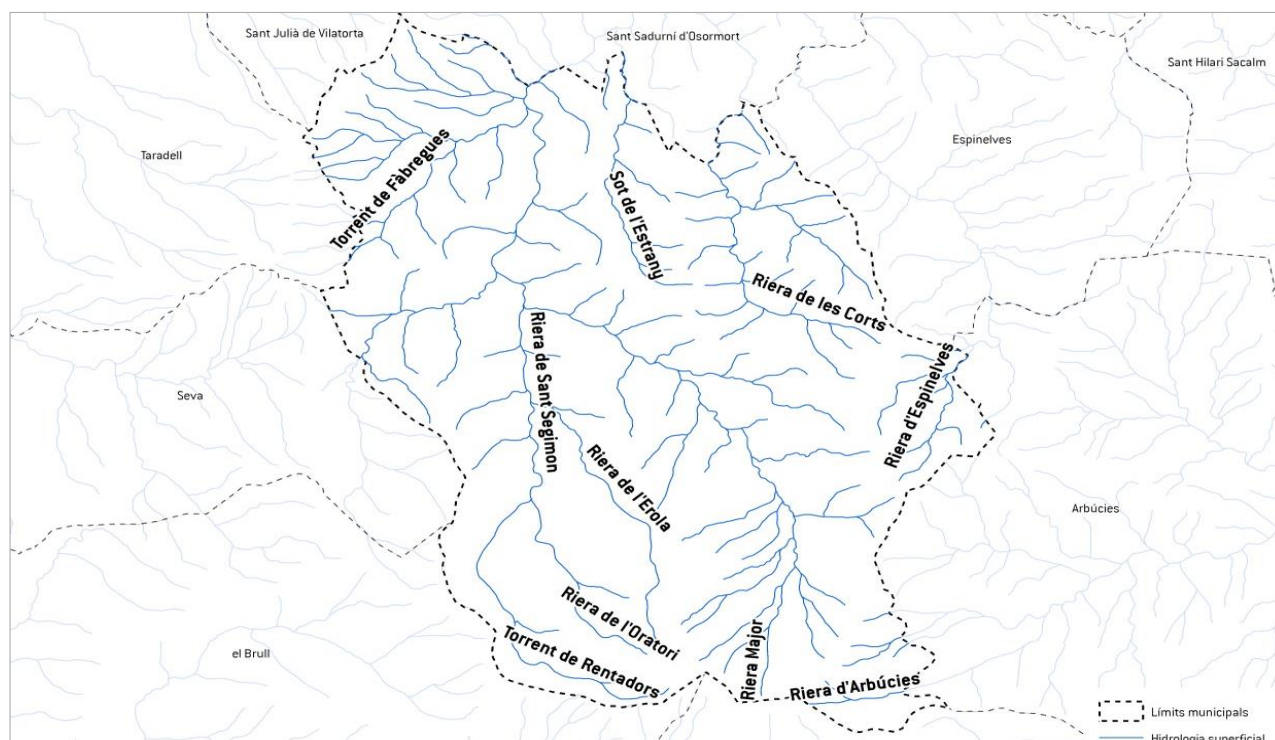 Sant Julià de Vilatorta
Sant Sadurní d'Osormort
Sant Hilari Sacalm
Taradell
Espinelves
Torrent de Fàbregues
Sot de l'Estrany
Riera de les Corts
Riera de Sant Segimon
Riera d'Espinelves
Seva
Riera de l'Erola
Arbúcies
Riera de l'Oratori
el Brull
Torrent de Rentadors
Riera Major
Riera d'Arbúcies
Límits municipals
Hidrologia superficial